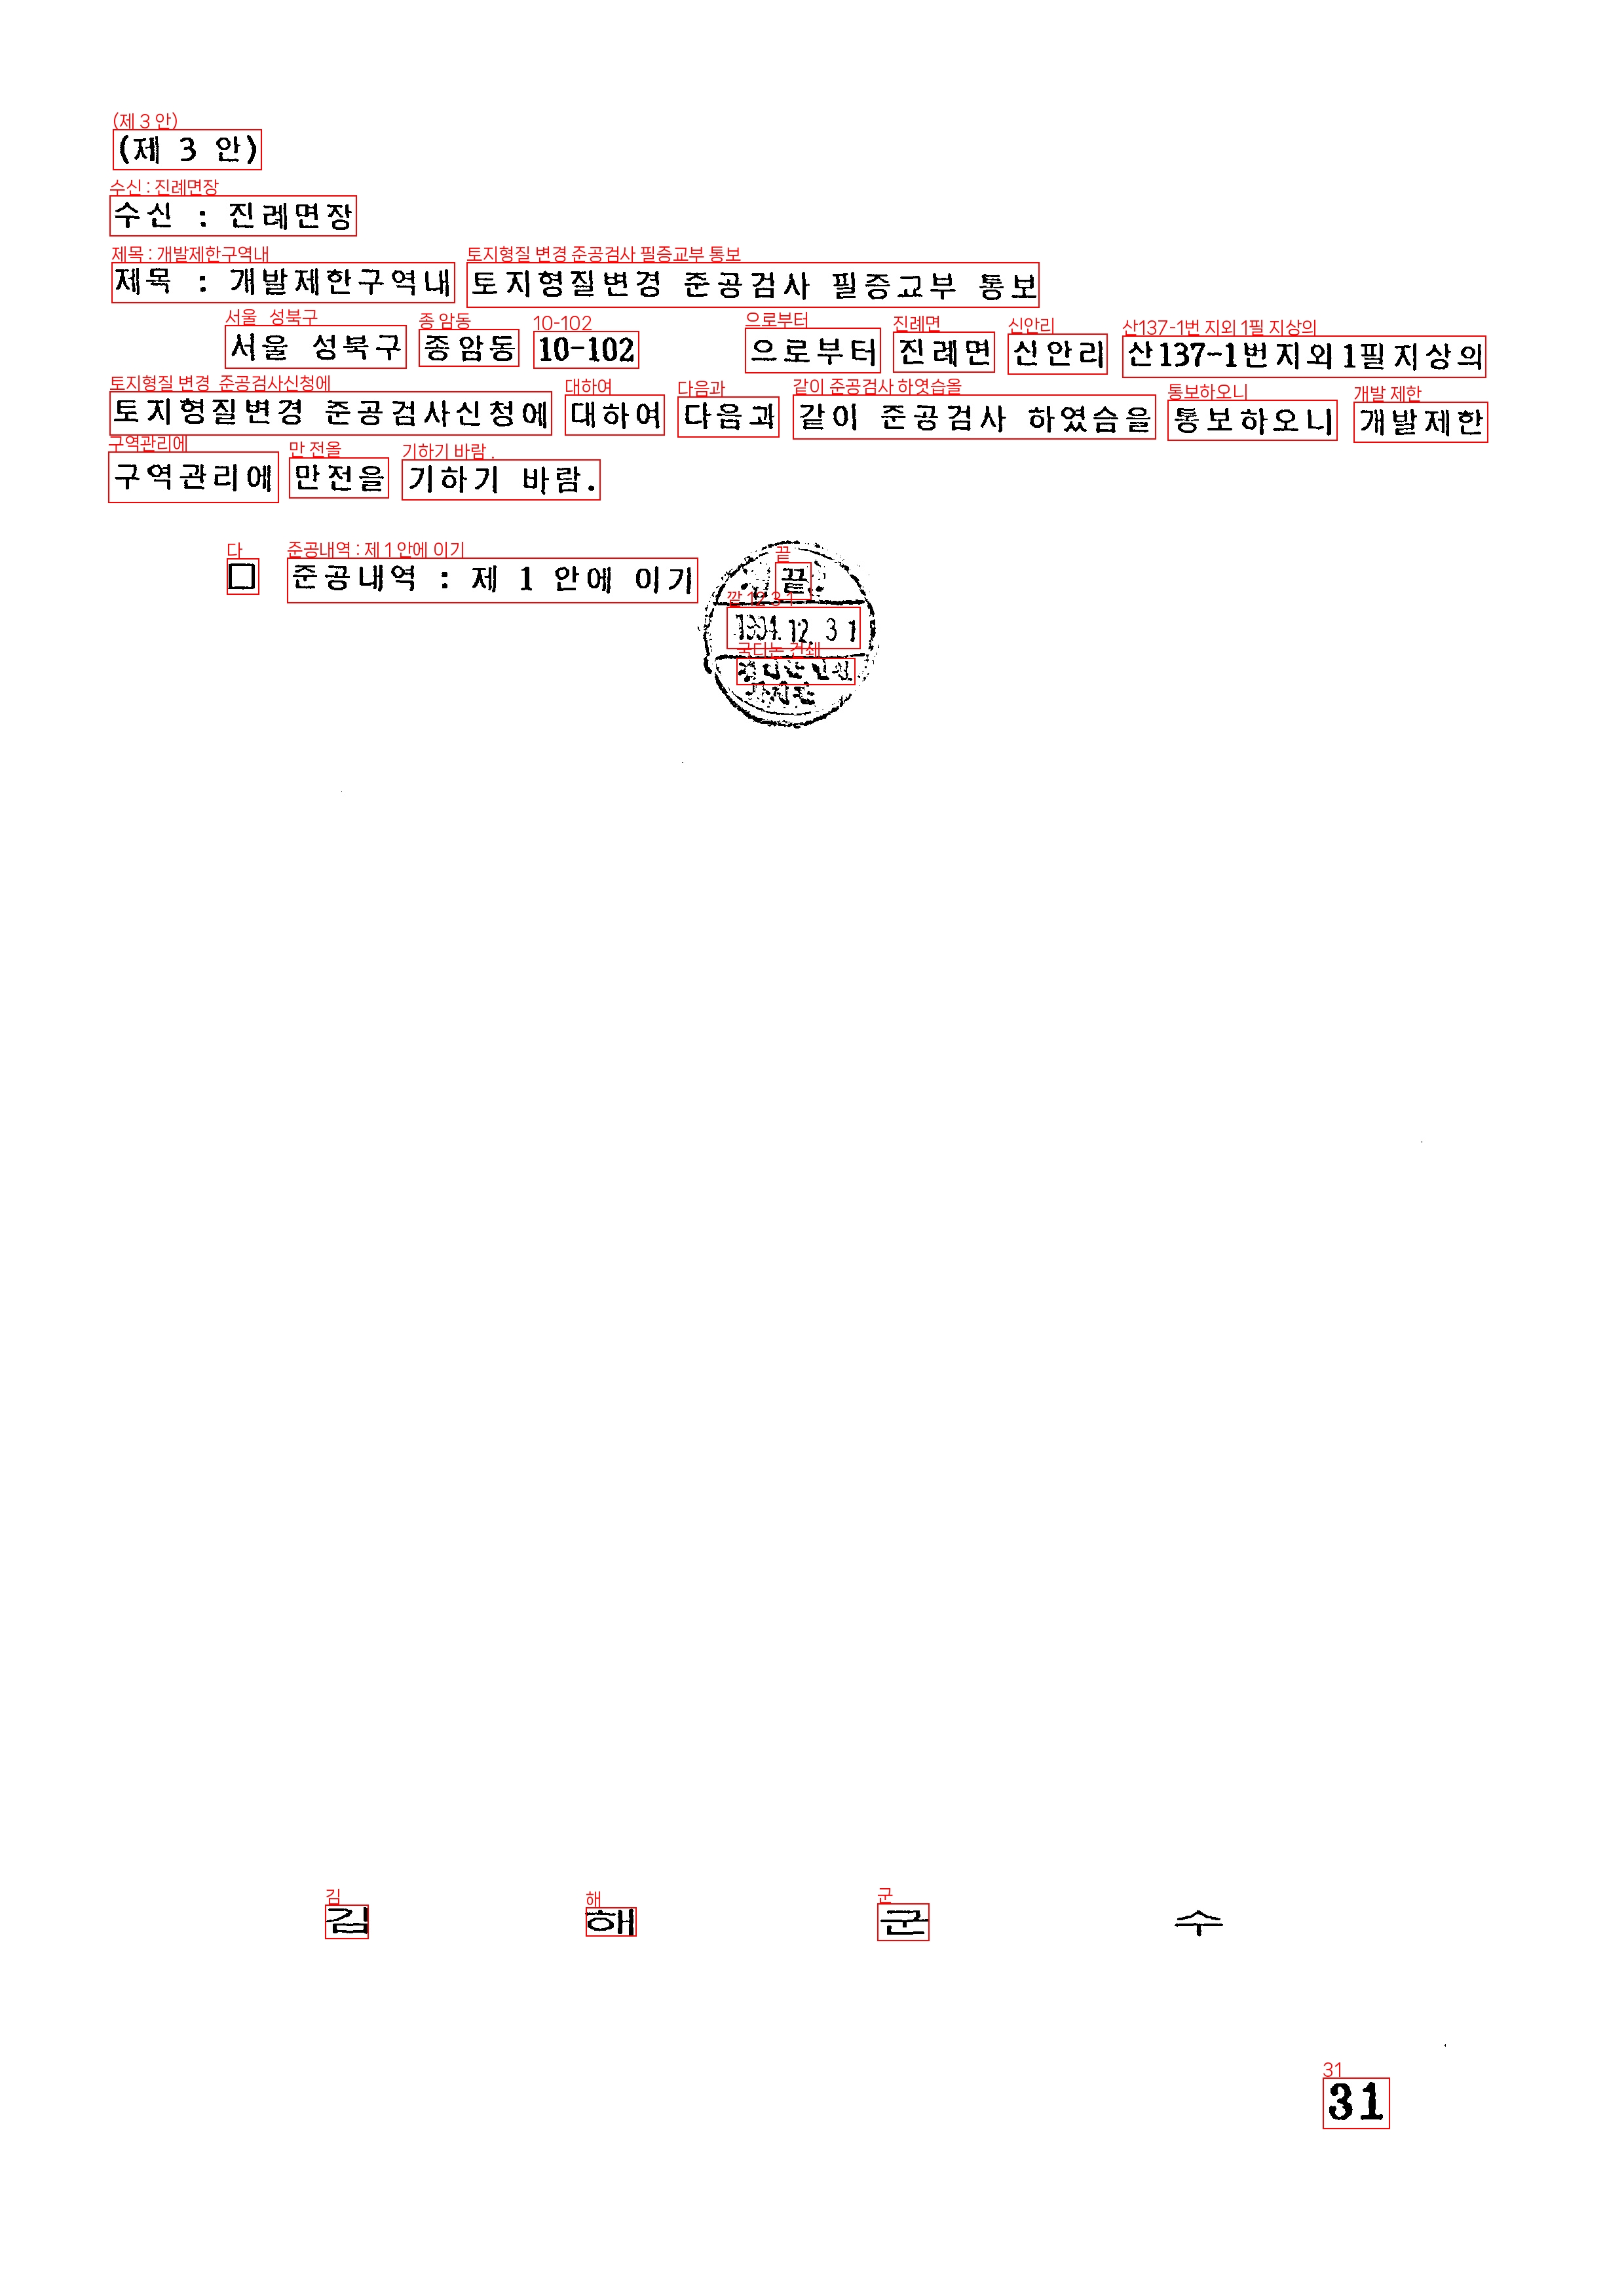 (제 3 안)
수신 : 진례면장
제목 : 개발제한구역내 토지형질변경 준공검사 필증교부 통보
서울 성북구 종암동 10-102 으로부터 진례면 신안리 산137-1번지외1필지상의
토지형질변경 준공검사신청에 대하여 다음과 같이 준공검사 하였슴을 통보하오니 개발제한
구역관리에 만전을 기하기 바람.
□ 준공내역 : 제 1 안에 이기 끝.
1994. 12. 31
김 해 군 수
31